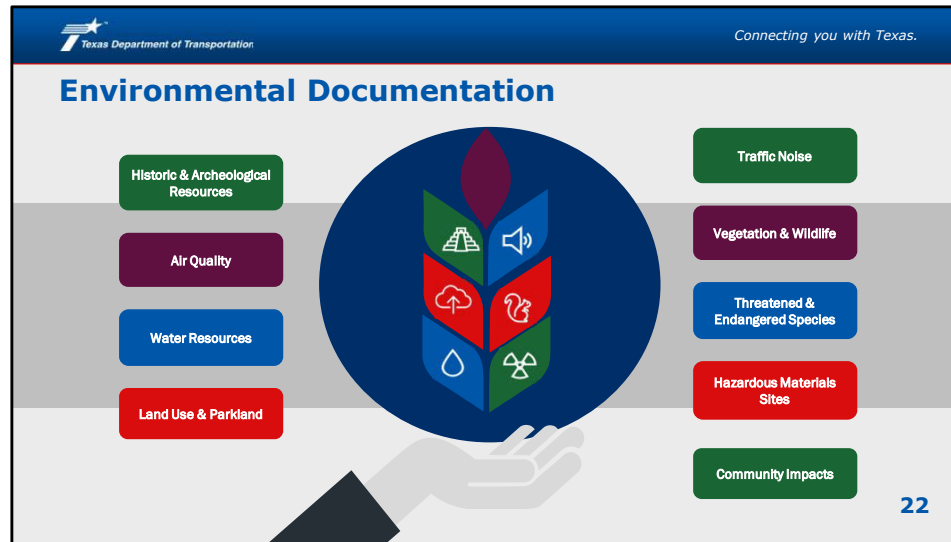 Texas Department of Transportation
Connecting you with Texas.
Environmental Documentation
Historic & Archeological
Resources
Air Quality
Water Resources
Land Use & Parkland
Traffic Noise
Vegetation & Wildlife
Threatened &
Endangered Species
Hazardous Materials
Sites
Community Impacts
22